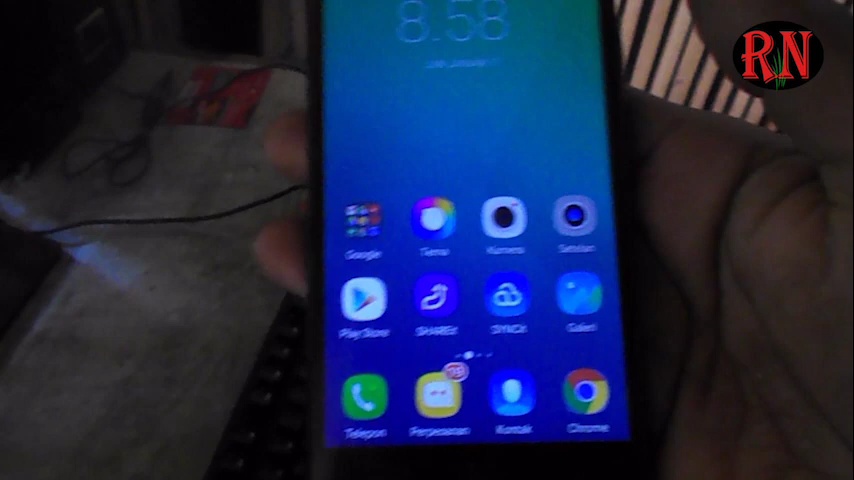 RN
8.58
Google
Tema
Kamera
Setelan
Play Store
SHAREit
SYNCit
Galeri
Telepon
Perpesanan
Kontak
Chrome